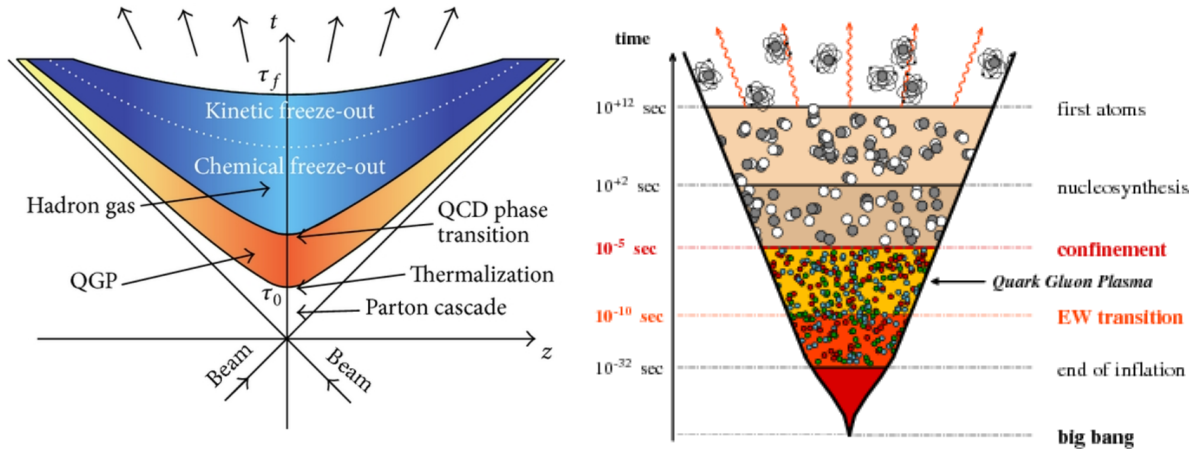 t
τf
Kinetic freeze-out
Chemical freeze-out
Hadron gas
QCD phase
transition
QGP
Thermalization
τ0
Parton cascade
z
Beam
Beam
time
10+12 sec
first atoms
10+2 sec
nucleosynthesis
10-5 sec
confinement
Quark Gluon Plasma
10-10 sec
EW transition
10-32 sec
end of inflation
big bang